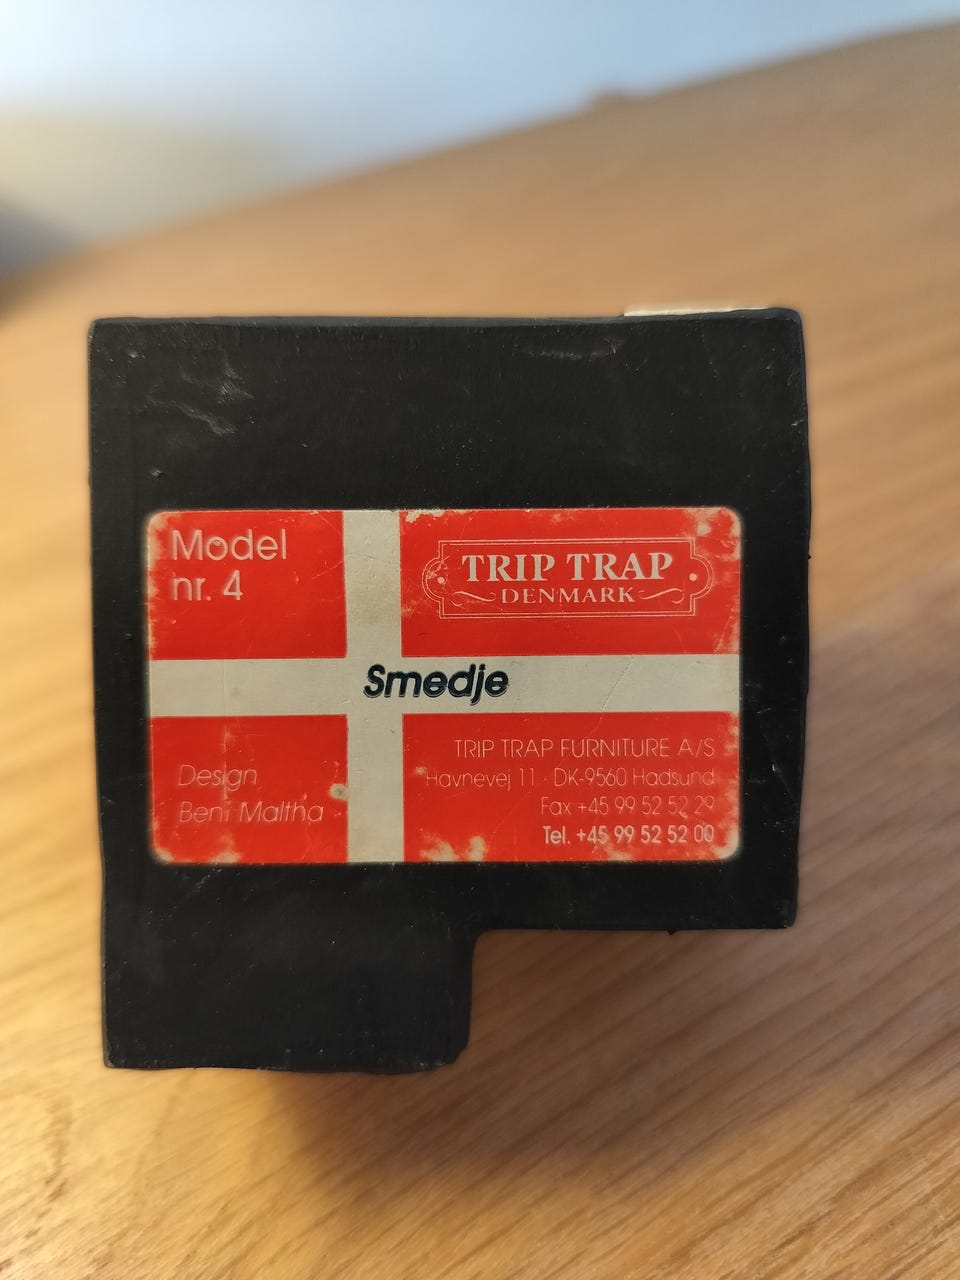 Model
nr. 4
TRIP TRAP
DENMARK
Smedje
Design
Beni Maltha
TRIP TRAP FURNITURE A/S
Havnevej 11 · DK-9560 Hadsund
Fax +45 99 52 52 29
Tel. +45 99 52 52 00